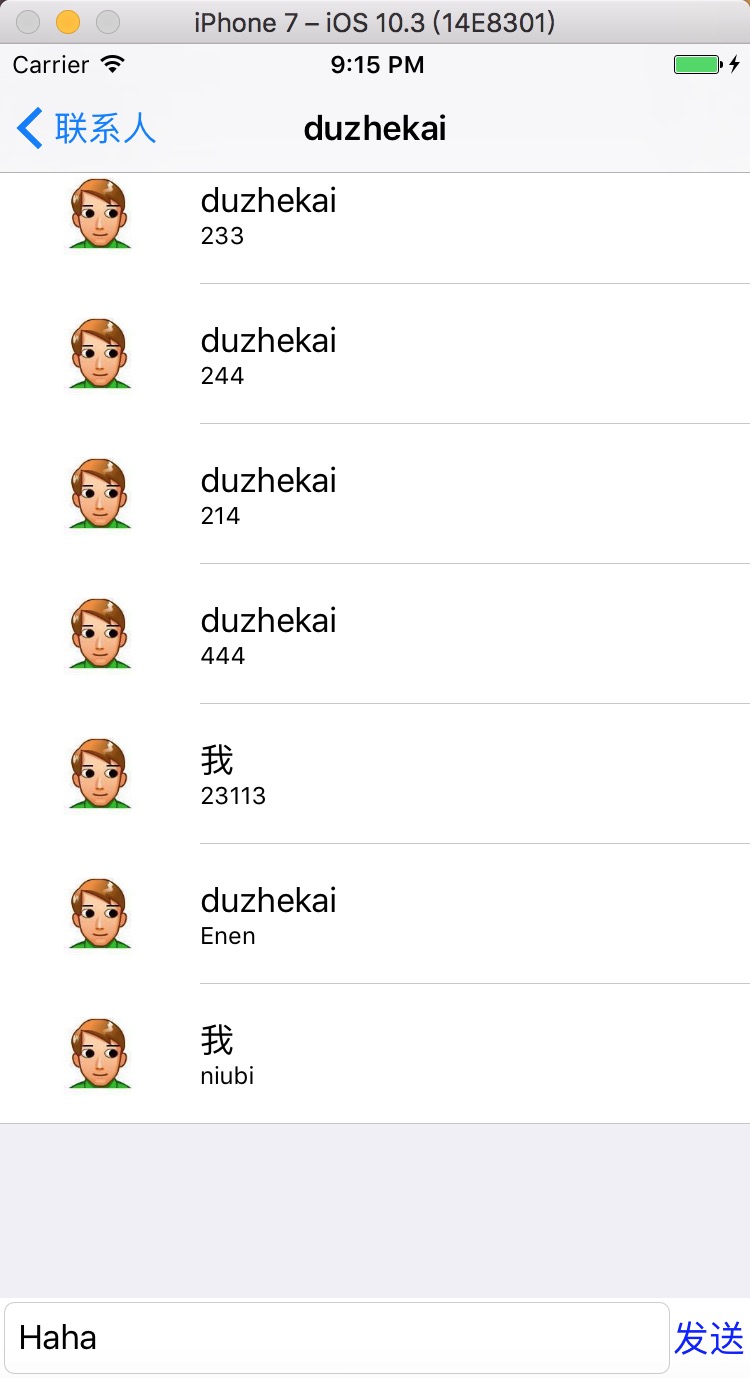 iPhone 7 – iOS 10.3 (14E8301)
Carrier 9:15 PM
联系人 duzhekai
duzhekai
233
duzhekai
244
duzhekai
214
duzhekai
444
我
23113
duzhekai
Enen
我
niubi
Haha 发送